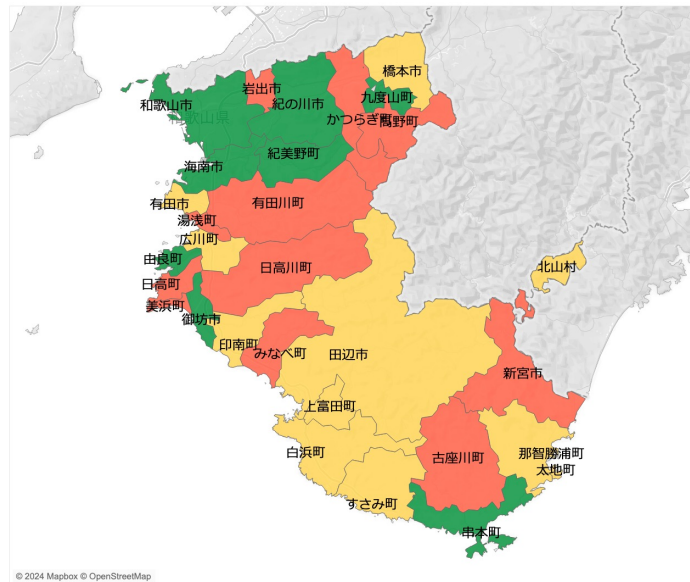 橋本市
岩出市
和歌山市
紀の川市
九度山町
和歌山県
かつらぎ町
高野町
紀美野町
海南市
有田市
有田川町
湯浅町
広川町
由良町
日高川町
北山村
日高町
美浜町
御坊市
印南町
みなべ町
田辺市
新宮市
上富田町
白浜町
古座川町
那智勝浦町
太地町
すさみ町
串本町
© 2024 Mapbox © OpenStreetMap